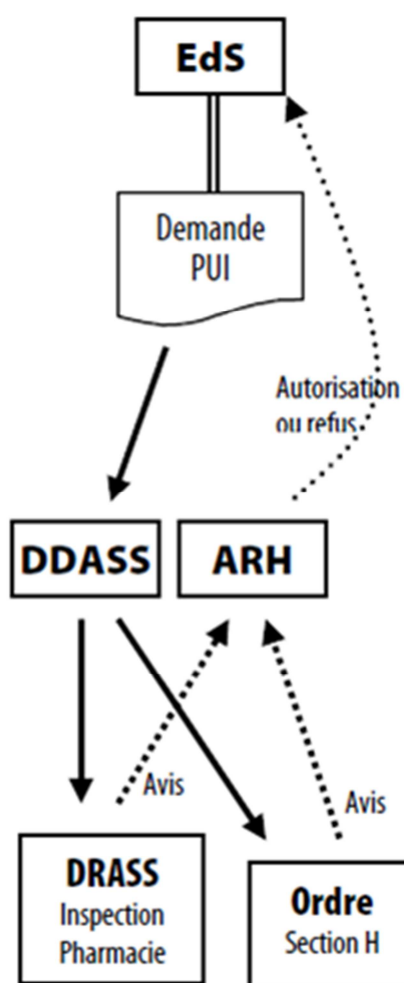 EdS
Demande
PUI
Autorisation
ou refus
DDASS
ARH
Avis
Avis
DRASS
Inspection
Pharmacie
Ordre
Section H